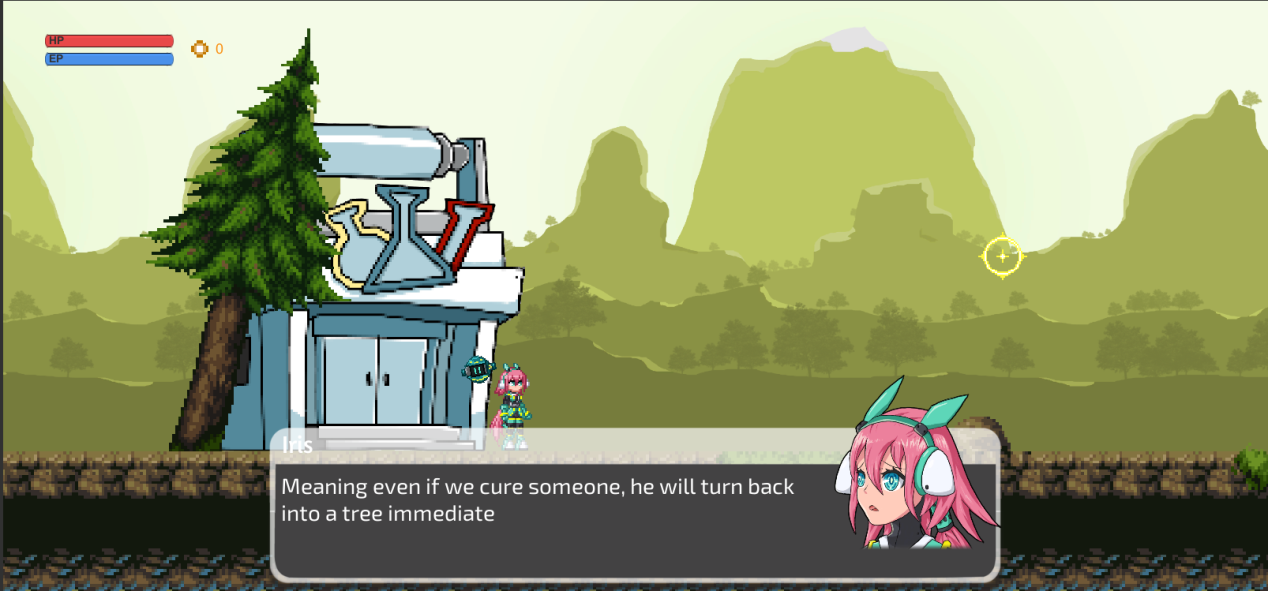 HP
EP
0
Iris
Meaning even if we cure someone, he will turn back
into a tree immediate